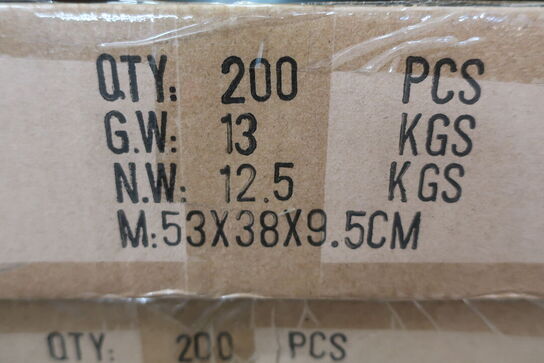 QTY: 200 PCS
G.W: 13 KGS
N.W: 12.5 KGS
M:53X38X9.5CM
QTY: 200 PCS